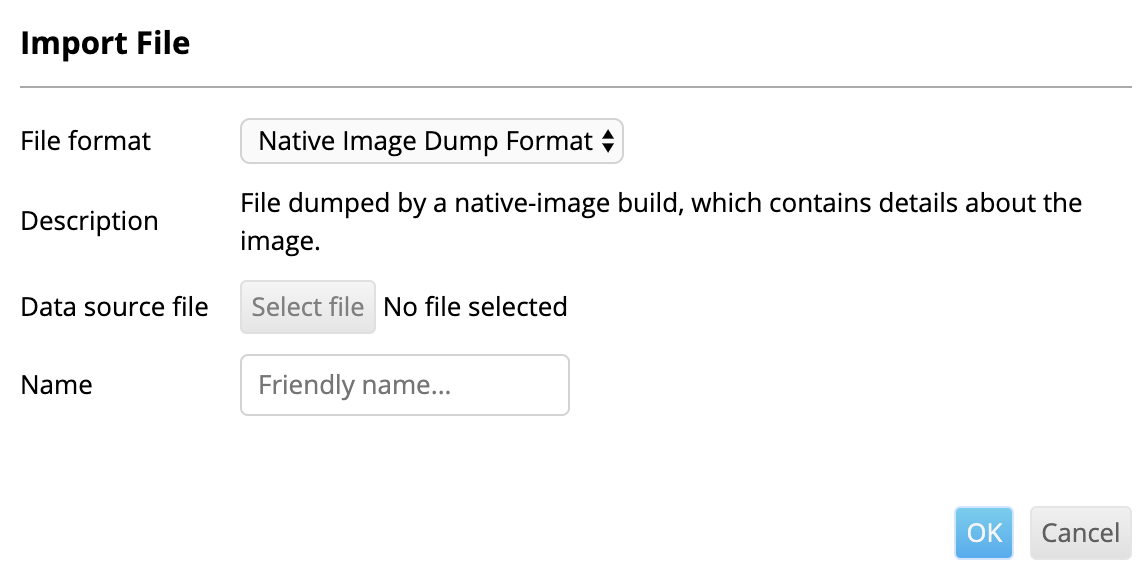 Import File
File format
Native Image Dump Format
Description
File dumped by a native-image build, which contains details about the
image.
Data source file
Select file
No file selected
Name
Friendly name...
OK
Cancel